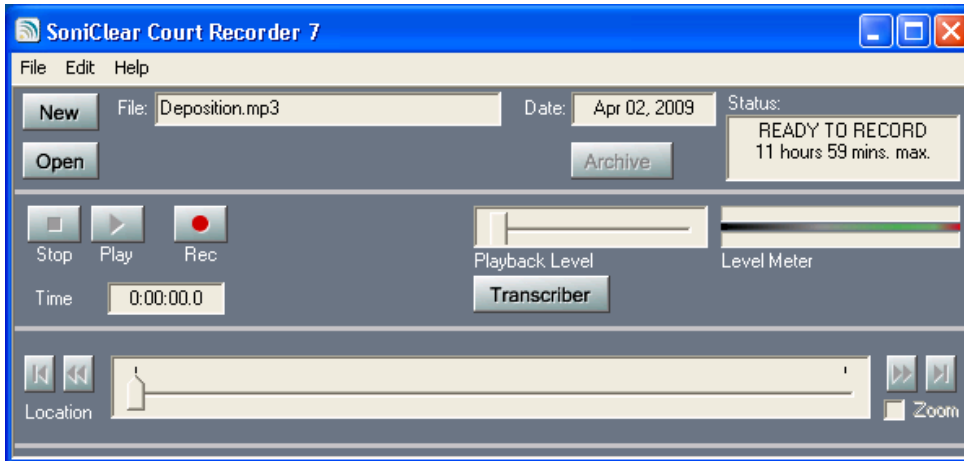 SoniClear Court Recorder 7
File Edit Help
New File: Deposition.mp3 Date: Apr 02, 2009 Status:
READY TO RECORD
11 hours 59 mins. max.
Open Archive
Stop Play Rec Playback Level Level Meter
Time 0:00:00.0 Transcriber
Location Zoom